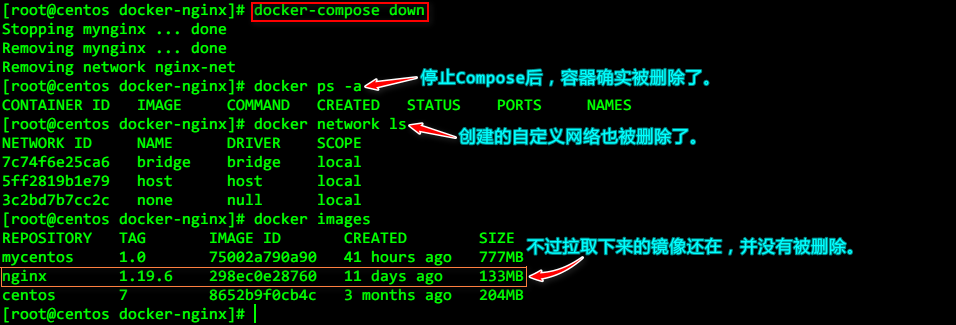 [root@centos docker-nginx]# docker-compose down
Stopping mynginx ... done
Removing mynginx ... done
Removing network nginx-net
[root@centos docker-nginx]# docker ps -a 停止Compose后，容器确实被删除了。
CONTAINER ID IMAGE COMMAND CREATED STATUS PORTS NAMES
[root@centos docker-nginx]# docker network ls
创建的自定义网络也被删除了。
NETWORK ID NAME DRIVER SCOPE
7c74f6e25ca6 bridge bridge local
5ff2819b1e79 host host local
3c2bd7b7cc2c none null local
[root@centos docker-nginx]# docker images
REPOSITORY TAG IMAGE ID CREATED SIZE
不过拉取下来的镜像还在，并没有被删除。
mycentos 1.0 75002a790a90 41 hours ago 777MB
nginx 1.19.6 298ec0e28760 11 days ago 133MB
centos 7 8652b9f0cb4c 3 months ago 204MB
[root@centos docker-nginx]#